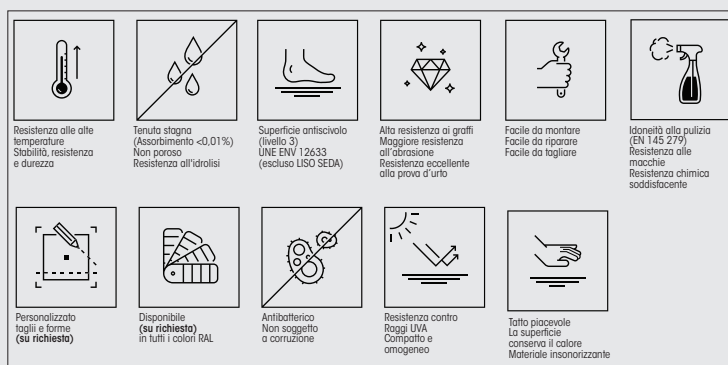 Resistenza alle alte
temperature
Stabilità, resistenza
e durezza
Tenuta stagna
(Assorbimento <0,01%)
Non poroso
Resistenza all'idrolisi
Superficie antiscivolo
(livello 3)
UNE ENV 12633
(escluso LISO SEDA)
Alta resistenza ai graffi
Maggiore resistenza
all'abrasione
Resistenza eccellente
alla prova d'urto
Facile da montare
Facile da riparare
Facile da tagliare
Idoneità alla pulizia
(EN 145 279)
Resistenza alle
macchie
Resistenza chimica
soddisfacente
Personalizzato
taglii e forme
(su richiesta)
Disponibile
(su richiesta)
in tutti i colori RAL
Antibatterico
Non soggetto
a corruzione
Resistenza contro
Raggi UVA
Compatto e
omogeneo
Tatto piacevole
La superficie
conserva il calore
Materiale insonorizzante